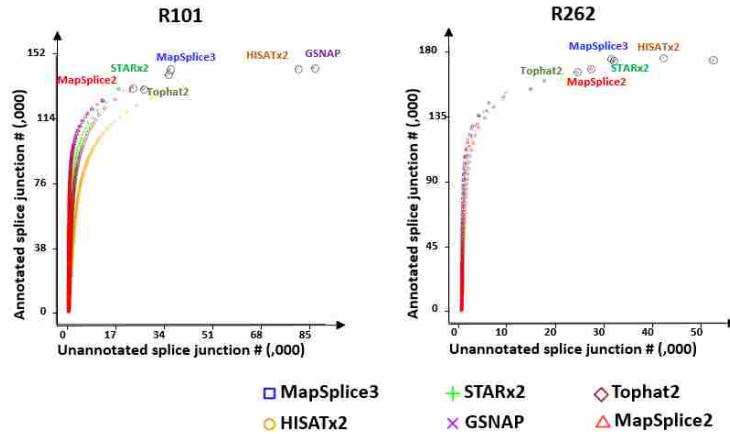 R101
R262
Annotated splice junction # (,000)
152
114
76
38
0
MapSplice3
HISATx2
GSNAP
STARx2
MapSplice2
Tophat2
0 17 34 51 68 85
Unannotated splice junction # (,000)
Annotated splice junction # (,000)
180
135
90
45
0
MapSplice3
HISATx2
STARx2
Tophat2
MapSplice2
0 10 20 30 40 50
Unannotated splice junction # (,000)
MapSplice3
STARx2
Tophat2
HISATx2
GSNAP
MapSplice2